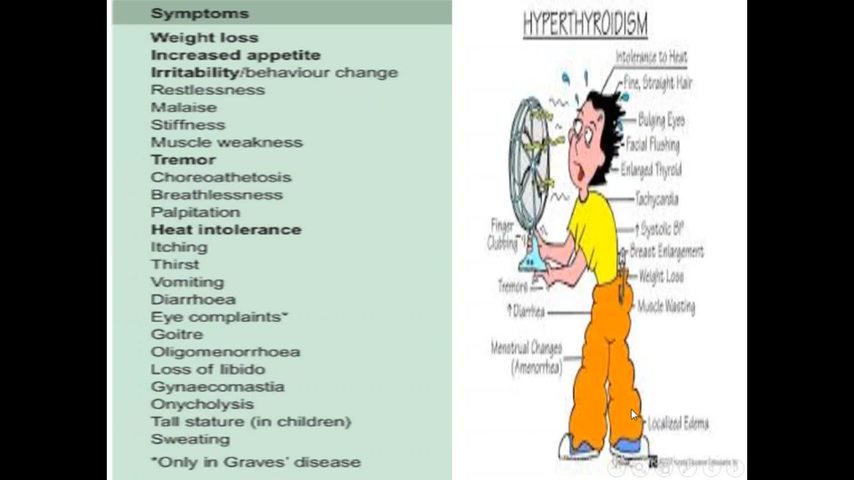 Symptoms
Weight loss
Increased appetite
Irritability/behaviour change
Restlessness
Malaise
Stiffness
Muscle weakness
Tremor
Choreoathetosis
Breathlessness
Palpitation
Heat intolerance
Itching
Thirst
Vomiting
Diarrhoea
Eye complaints*
Goitre
Oligomenorrhoea
Loss of libido
Gynaecomastia
Onycholysis
Tall stature (in children)
Sweating
*Only in Graves' disease
HYPERTHYROIDISM
Intolerance to Heat
Fine, Straight Hair
Bulging Eyes
Facial Flushing
Enlarged Thyroid
Tachycardia
↑ Systolic BP
Breast Enlargement
Weight Loss
Muscle Wasting
Localized Edema
Finger
Clubbing
Tremors
↑ Diarrhea
Menstrual Changes
(Amenorrhea)